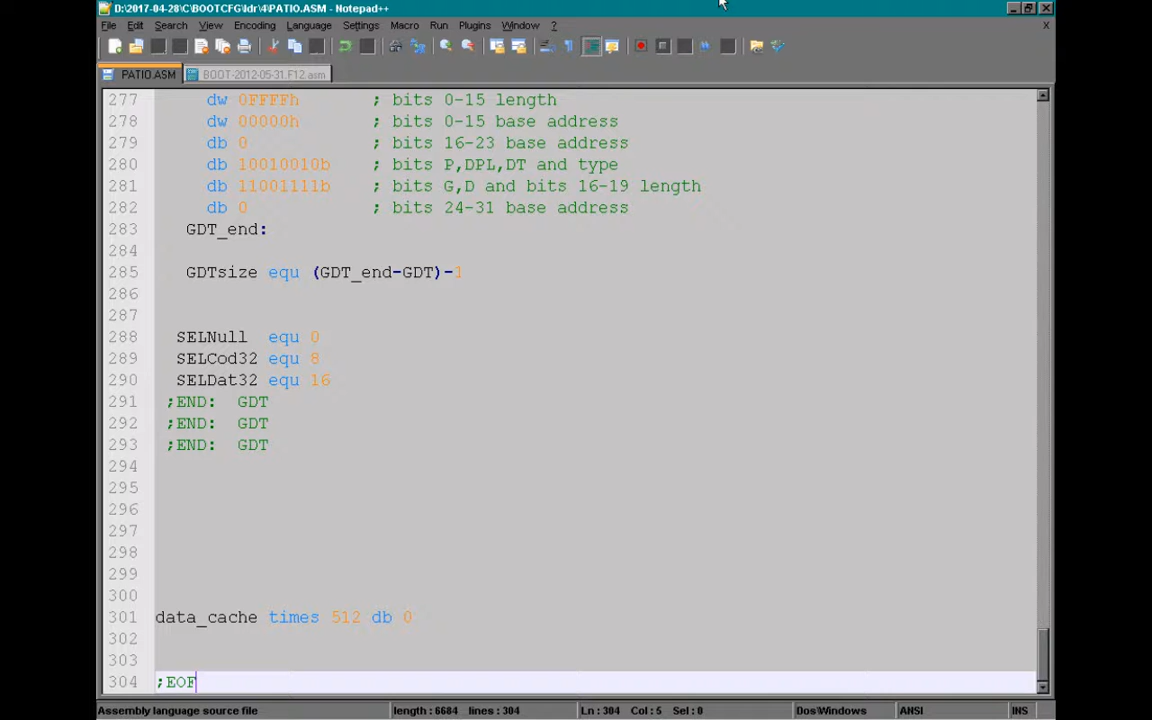 D:\2017-04-28\C\BOOTCFG\ldr\4\PATIO.ASM - Notepad++
File Edit Search View Encoding Language Settings Macro Run Plugins Window ?
PATIO.ASM BOOT-2012-05-31.F12.asm
277 dw 0FFFFh ; bits 0-15 length
278 dw 00000h ; bits 0-15 base address
279 db 0 ; bits 16-23 base address
280 db 10010010b ; bits P,DPL,DT and type
281 db 11001111b ; bits G,D and bits 16-19 length
282 db 0 ; bits 24-31 base address
283 GDT_end:
284
285 GDTsize equ (GDT_end-GDT)-1
286
287
288 SELNull equ 0
289 SELCod32 equ 8
290 SELDat32 equ 16
291 ;END: GDT
292 ;END: GDT
293 ;END: GDT
294
295
296
297
298
299
300
301 data_cache times 512 db 0
302
303
304 ;EOF
Assembly language source file length : 6684 lines : 304 Ln : 304 Col : 5 Sel : 0 Dos\Windows ANSI INS